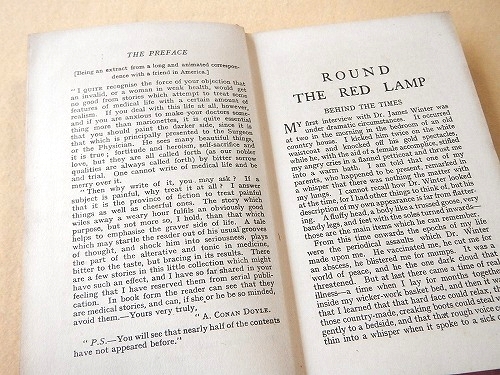 THE PREFACE
[Being an extract from a long and animated correspon-
dence with a friend in America.]
"I QUITE recognise the force of your objection that
an invalid, or a woman in weak health, would get
no good from stories which attempt to treat some
features of medical life with a certain amount of
realism. If you deal with this life at all, however,
and if you are anxious to make your doctors some-
thing more than marionettes, it is quite essential
that you should paint the darker side, since it is
that which is principally presented to the Surgeon
or the Physician. He sees many beautiful things,
it is true; fortitude and heroism, self-sacrifice and
love, but they are all called forth (as our nobler
qualities are always called forth) by bitter sorrow
and trial. One cannot write of medical life and be
merry over it.
"Then why write of it, you may ask? If a
subject is painful, why treat it at all? I answer
that it is the province of fiction to treat painful
things as well as cheerful ones. The story which
wiles away a weary hour fulfils an obviously good
purpose, but not more so, I hold, than that which
helps to emphasise the graver side of life. A tale
which may startle the reader out of his usual grooves
of thought, and shock him into seriousness, plays
the part of the alterative and tonic in medicine,
bitter to the taste, but bracing in its results. There
are a few stories in this little collection which might
have such an effect, and I have so far shared in your
feeling that I have reserved them from serial publi-
cation. In book form the reader can see that they
are medical stories, and can, if she or he be so minded,
avoid them.—Yours very truly,
"A. CONAN DOYLE.
"P.S.—You will see that nearly half of the contents
have not appeared before."
ROUND
THE RED LAMP
BEHIND THE TIMES
MY first interview with Dr. James Winter was
under dramatic circumstances. It occurred
at two in the morning in the bedroom of an old
country house. I kicked him twice on the white
waistcoat and knocked off his gold spectacles,
while he, with the aid of a female accomplice, stifled
my angry cries in a flannel petticoat and thrust me
into a warm bath. I am told that one of my
parents, who happened to be present, remarked in
a whisper that there was nothing the matter with
my lungs. I cannot recall how Dr. Winter looked
at the time, for I had other things to think of, but his
description of my own appearance is far from flatter-
ing. A fluffy head, a body like a trussed goose, very
bandy legs, and feet with the soles turned inwards—
those are the main items which he can remember.
From this time onwards the epochs of my life
were the periodical assaults which Dr. Winter
made upon me. He vaccinated me, he cut me for
an abscess, he blistered me for mumps. It was a
world of peace, and he the one dark cloud that
threatened. But at last there came a time of real
illness—a time when I lay for months together
inside my wicker-work basket bed, and then it was
that I learned that that hard face could relax, that
those country-made, creaking boots could steal very
gently to a bedside, and that that rough voice could
thin into a whisper when it spoke to a sick